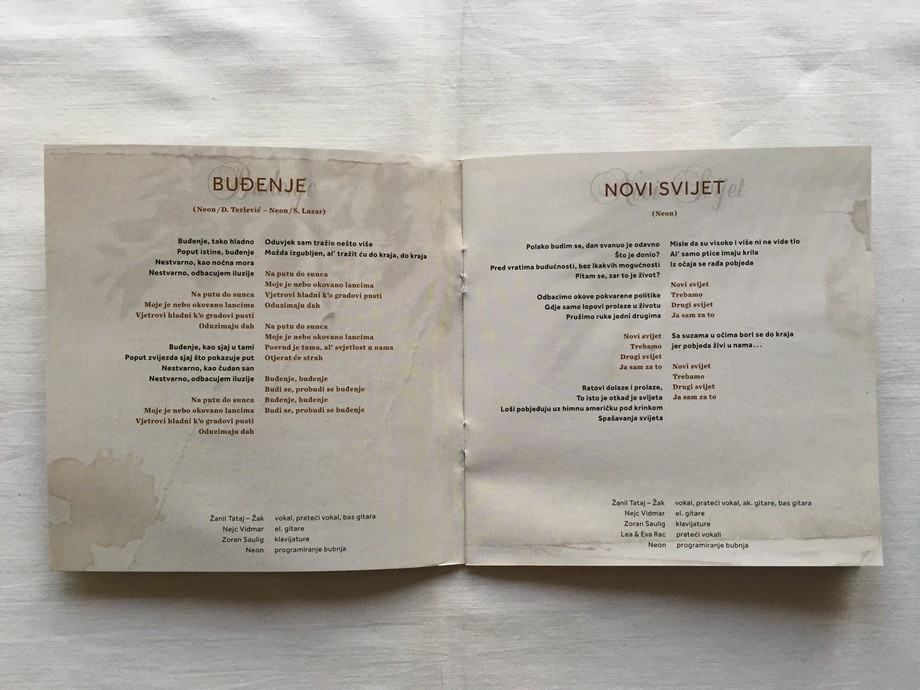 BUĐENJE
(Neon/D. Terlević – Neon/S. Lazar)
Buđenje, tako hladno
Poput istine, buđenje
Nestvarno, kao noćna mora
Nestvarno, odbacujem iluzije
Na putu do sunca
Moje je nebo okovano lancima
Vjetrovi hladni k'o gradovi pusti
Oduzimaju dah
Buđenje, kao sjaj u tami
Poput zvijezda sjaj što pokazuje put
Nestvarno, kao čudan san
Nestvarno, odbacujem iluzije
Na putu do sunca
Moje je nebo okovano lancima
Vjetrovi hladni k'o gradovi pusti
Oduzimaju dah
Oduvjek sam tražio nešto više
Možda izgubljen, al' tražit ću do kraja, do kraja
Na putu do sunca
Moje je nebo okovano lancima
Vjetrovi hladni k'o gradovi pusti
Oduzimaju dah
Na putu do sunca
Moje je nebo okovano lancima
Posvud je tama, al' svjetlost u nama
Otjerat će strah
Buđenje, buđenje
Budi se, probudi se buđenje
Buđenje, buđenje
Budi se, probudi se buđenje
Žanil Tataj – Žak vokal, prateći vokal, bas gitara
Nejc Vidmar el. gitare
Zoran Saulig klavijature
Neon programiranje bubnja
NOVI SVIJET
(Neon)
Polako budim se, dan svanuo je odavno
Što je donio?
Pred vratima budućnosti, bez ikakvih mogućnosti
Pitam se, zar to je život?
Odbacimo okove pokvarene politike
Gdje samo lopovi prolaze u životu
Pružimo ruke jedni drugima
Novi svijet
Trebamo
Drugi svijet
Ja sam za to
Ratovi dolaze i prolaze,
To isto je otkad je svijeta
Loši pobjeđuju uz himnu američku pod krinkom
Spašavanja svijeta
Misle da su visoko i više ni ne vide tlo
Al' samo ptice imaju krila
Iz očaja se rađa pobjeda
Novi svijet
Trebamo
Drugi svijet
Ja sam za to
Sa suzama u očima bori se do kraja
jer pobjeda živi u nama...
Novi svijet
Trebamo
Drugi svijet
Ja sam za to
Žanil Tataj – Žak vokal, prateći vokal, ak. gitare, bas gitara
Nejc Vidmar el. gitare
Zoran Saulig klavijature
Lea & Eva Rac prateći vokali
Neon programiranje bubnja